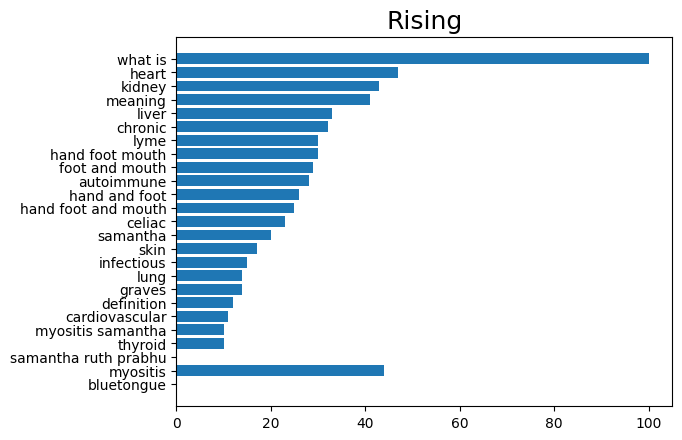 Rising
what is
heart
kidney
meaning
liver
chronic
lyme
hand foot mouth
foot and mouth
autoimmune
hand and foot
hand foot and mouth
celiac
samantha
skin
infectious
lung
graves
definition
cardiovascular
myositis samantha
thyroid
samantha ruth prabhu
myositis
bluetongue
0 20 40 60 80 100